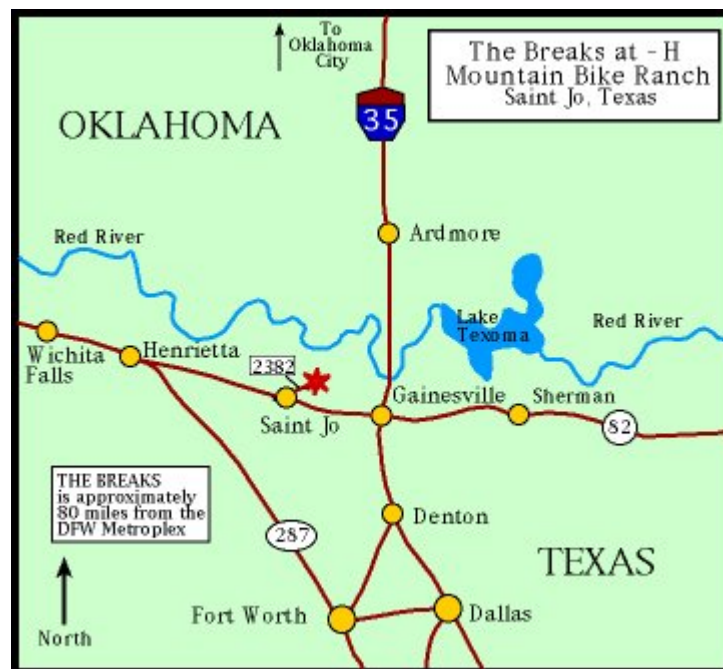 To
Oklahoma
City
The Breaks at - H
Mountain Bike Ranch
Saint Jo, Texas
OKLAHOMA
35
Ardmore
Red River
Lake
Texoma
Red River
Wichita
Falls
Henrietta
2382
Saint Jo
Gainesville
Sherman
82
THE BREAKS
is approximately
80 miles from the
DFW Metroplex
Denton
287
TEXAS
Fort Worth
Dallas
North